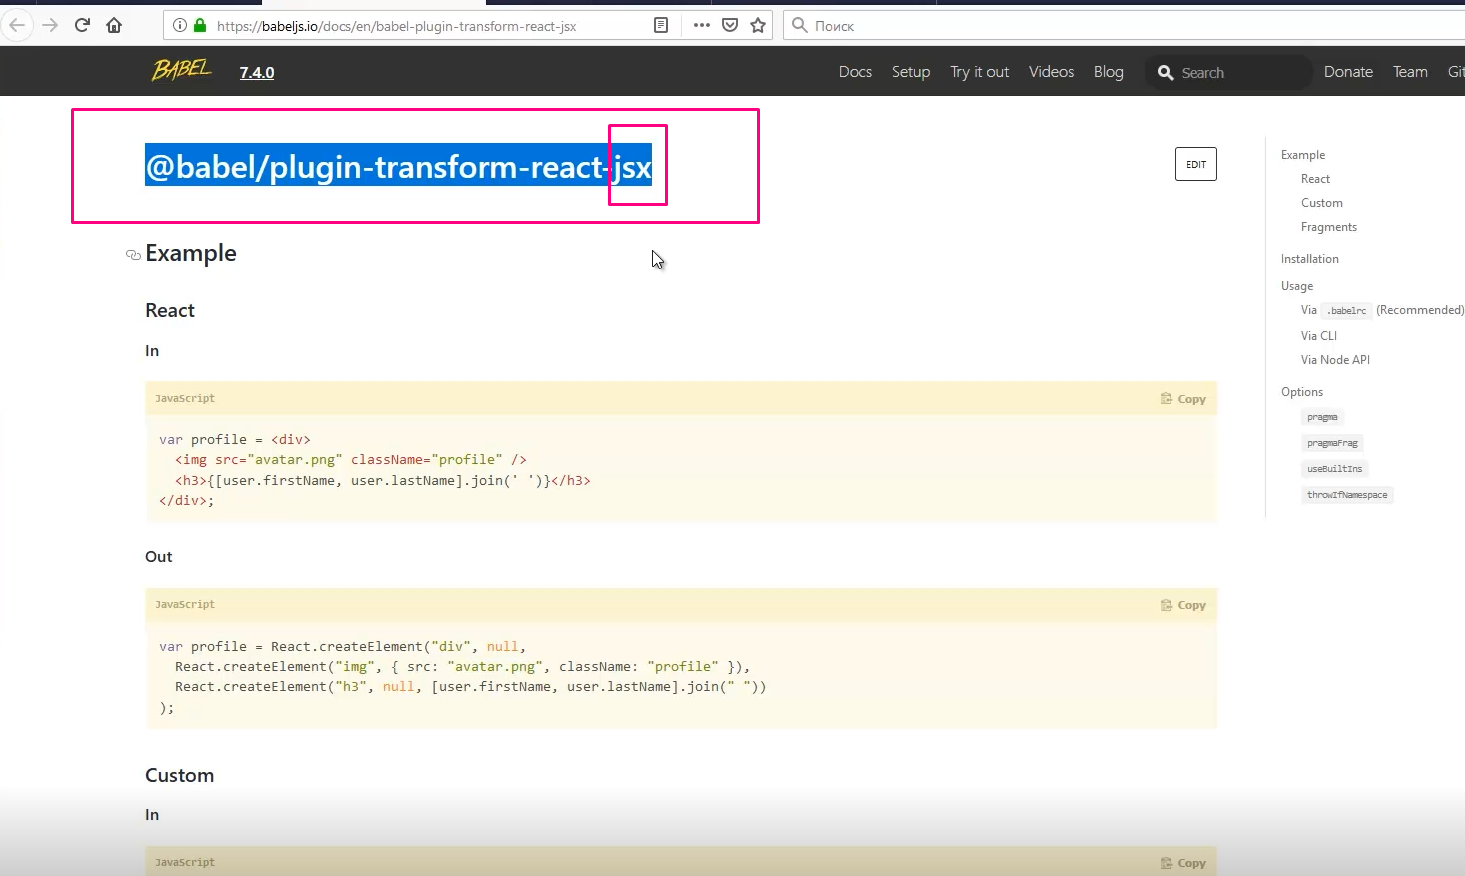 https://babeljs.io/docs/en/babel-plugin-transform-react-jsx
Поиск
BABEL
7.4.0
Docs
Setup
Try it out
Videos
Blog
Search
Donate
Team
Git
@babel/plugin-transform-react-jsx
EDIT
Example
React
In
JavaScript
Copy
var profile = <div>
  <img src="avatar.png" className="profile" />
  <h3>{[user.firstName, user.lastName].join(' ')}</h3>
</div>;
Out
JavaScript
Copy
var profile = React.createElement("div", null,
  React.createElement("img", { src: "avatar.png", className: "profile" }),
  React.createElement("h3", null, [user.firstName, user.lastName].join(" "))
);
Custom
In
JavaScript
Copy
Example
React
Custom
Fragments
Installation
Usage
Via .babelrc (Recommended)
Via CLI
Via Node API
Options
pragma
pragmaFrag
useBuiltIns
throwIfNamespace